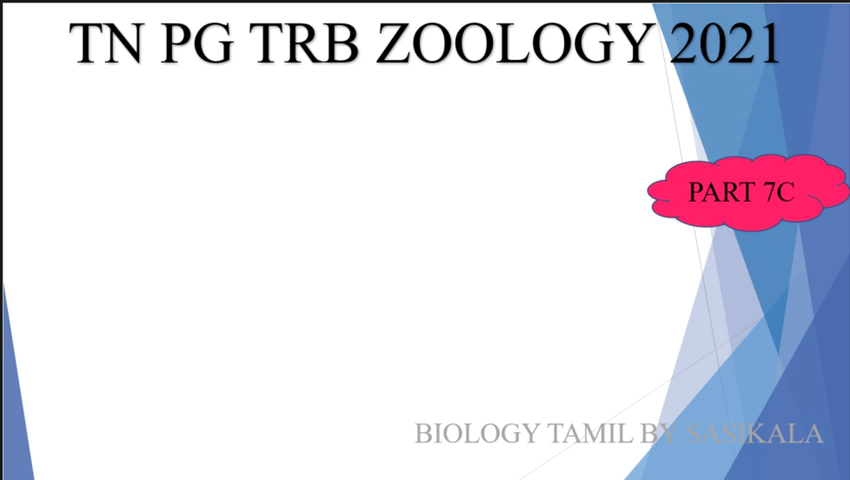 TN PG TRB ZOOLOGY 2021
PART 7C
BIOLOGY TAMIL BY SASIKALA